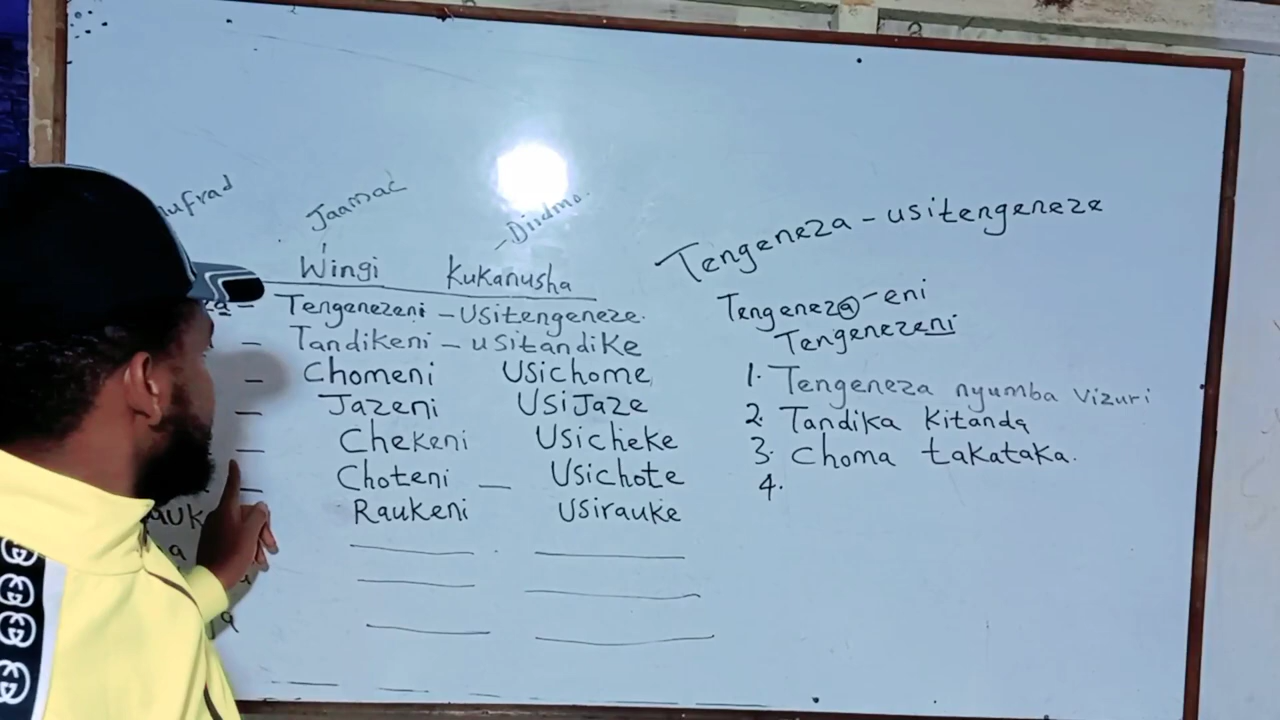 Jaamac
-Diidmo.
Wingi Kukanusha
- Tengenezeni - Usitengeneze.
- Tandikeni - usitandike
- Chomeni Usichome
- Jazeni UsiJaze
- Chekeni Usicheke
- Choteni - Usichote
Raukeni Usirauke
Tengeneza - usitengeneze
Tengeneza - eni
Tengenezeni
1. Tengeneza nyumba vizuri
2. Tandika Kitanda
3. Choma takataka.
4.